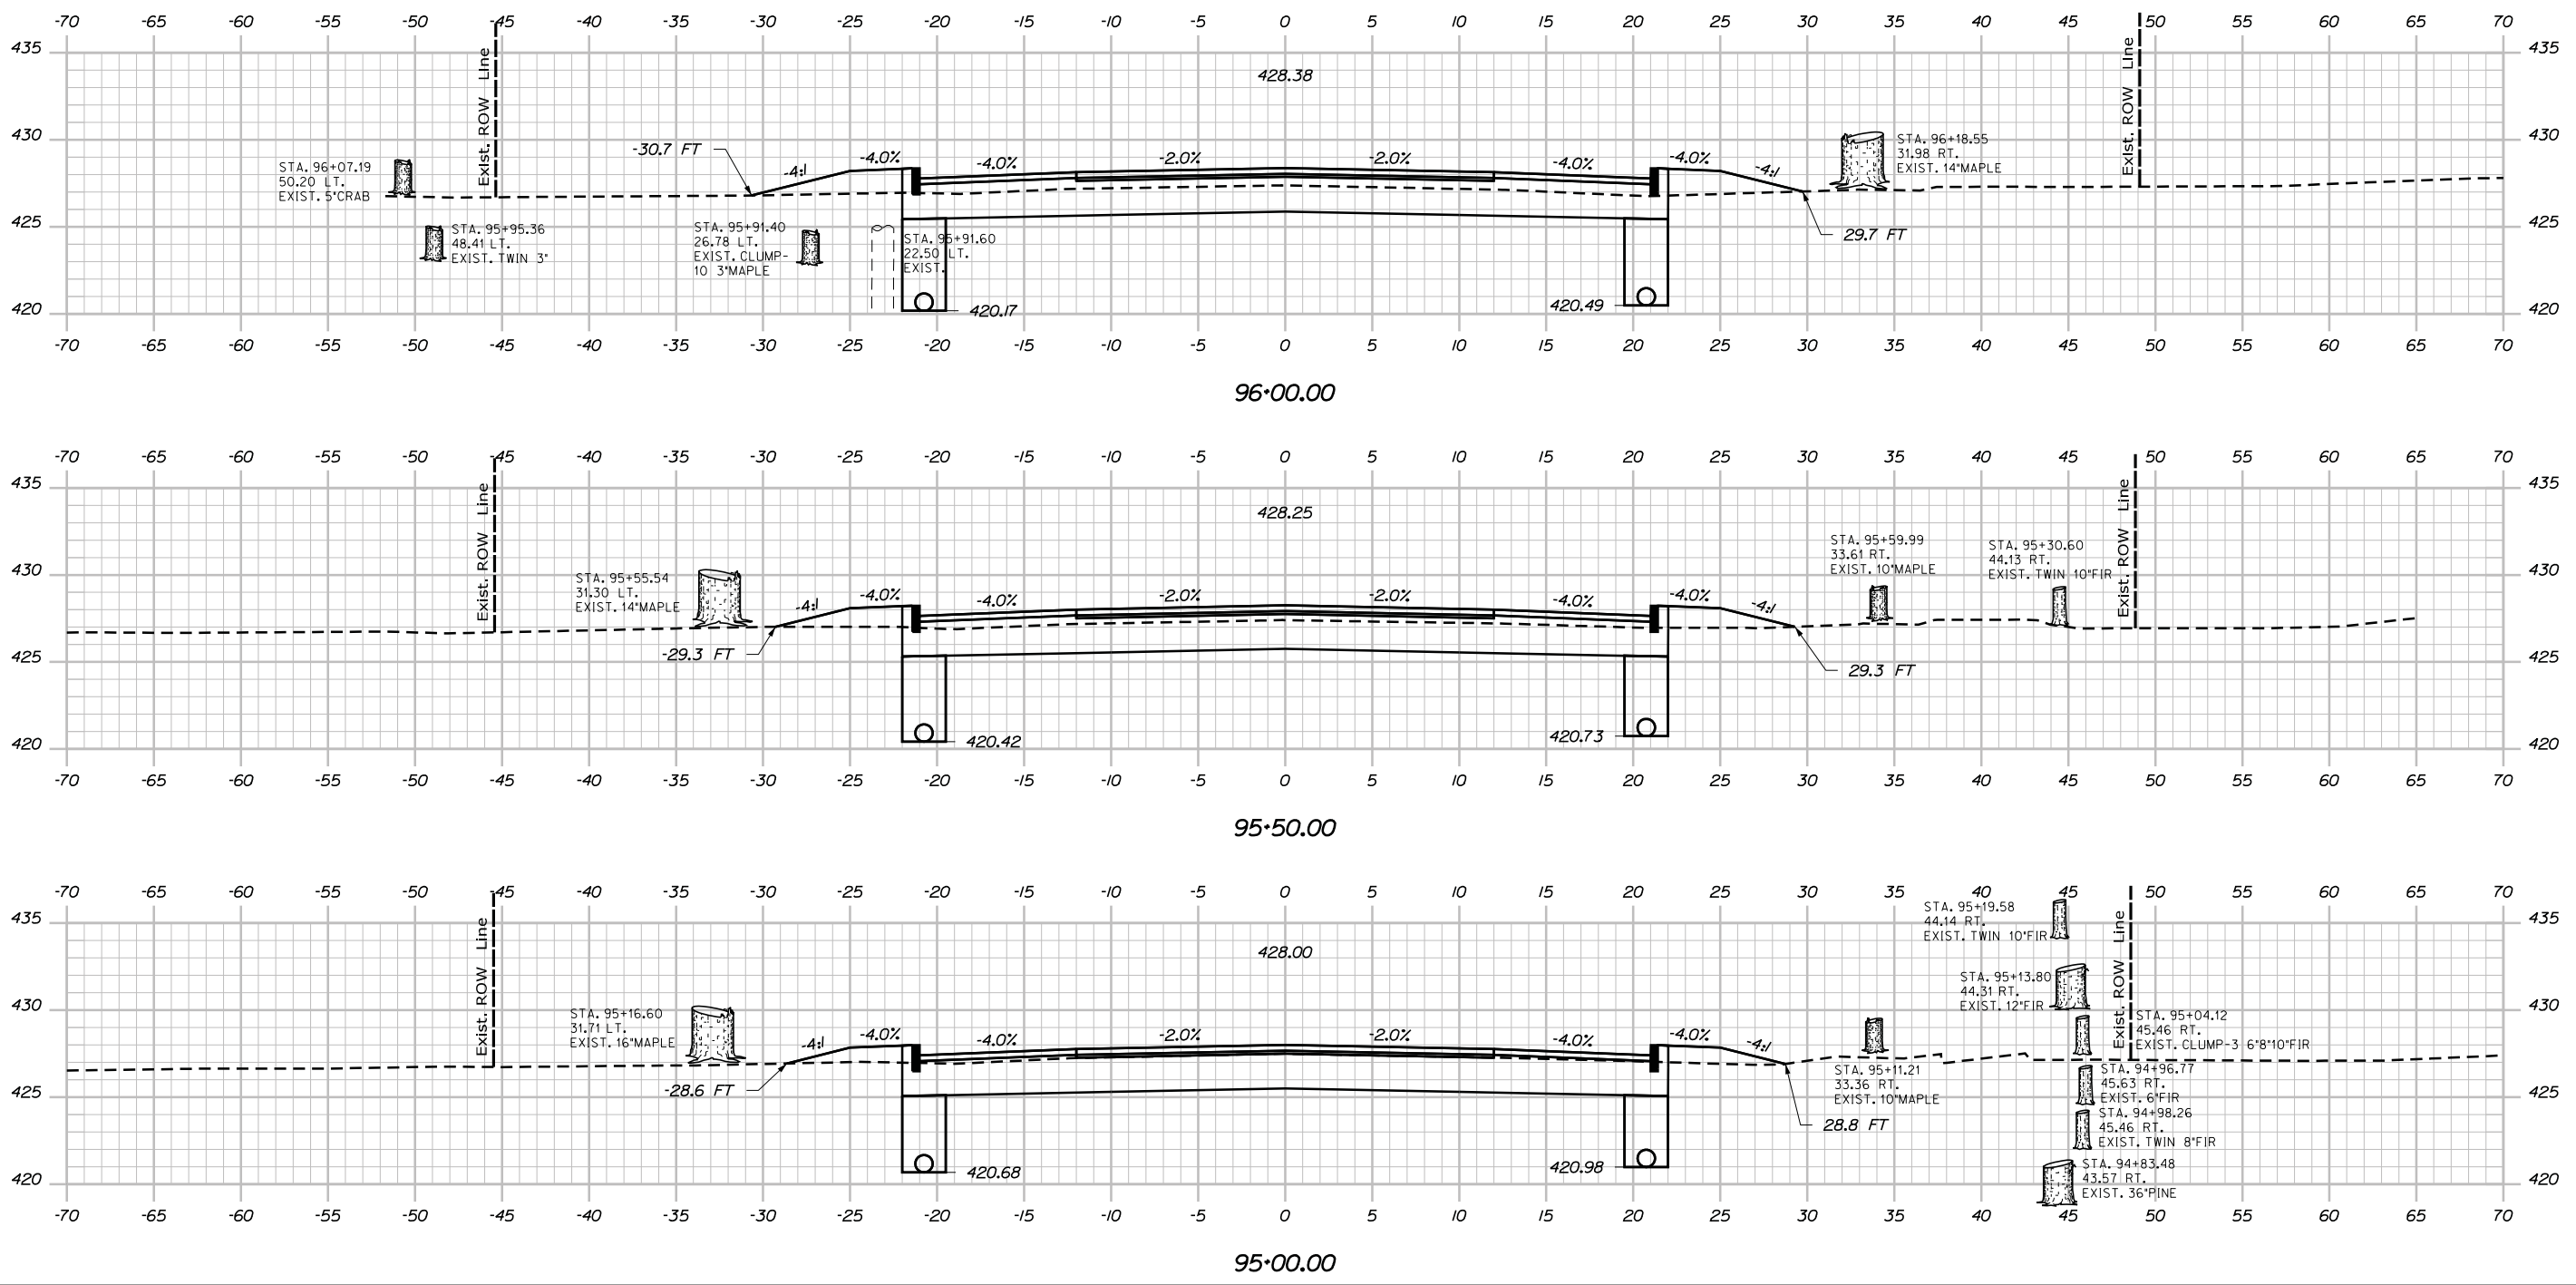 -70 -65 -60 -55 -50 -45 -40 -35 -30 -25 -20 -15 -10 -5 0 5 10 15 20 25 30 35 40 45 50 55 60 65 70
435 435
Exist. ROW Line
Exist. ROW Line
428.38
430 430
-30.7 FT
-4:1
-4.0%
-4.0%
-2.0%
-2.0%
-4.0%
-4.0%
-4:1
STA. 96+07.19
50.20 LT.
EXIST. 5"CRAB
STA. 96+18.55
31.98 RT.
EXIST. 14"MAPLE
425 425
STA. 95+95.36
48.41 LT.
EXIST. TWIN 3"
STA. 95+91.40
26.78 LT.
EXIST. CLUMP-
10 3"MAPLE
STA. 95+91.60
22.50 LT.
EXIST.
29.7 FT
420 420
420.17
420.49
-70 -65 -60 -55 -50 -45 -40 -35 -30 -25 -20 -15 -10 -5 0 5 10 15 20 25 30 35 40 45 50 55 60 65 70
96+00.00
-70 -65 -60 -55 -50 -45 -40 -35 -30 -25 -20 -15 -10 -5 0 5 10 15 20 25 30 35 40 45 50 55 60 65 70
435 435
Exist. ROW Line
Exist. ROW Line
428.25
430 430
STA. 95+55.54
31.30 LT.
EXIST. 14"MAPLE
-4:1
-4.0%
-4.0%
-2.0%
-2.0%
-4.0%
-4.0%
-4:1
STA. 95+59.99
33.61 RT.
EXIST. 10"MAPLE
STA. 95+30.60
44.13 RT.
EXIST. TWIN 10"FIR
425 425
-29.3 FT
29.3 FT
420 420
420.42
420.73
-70 -65 -60 -55 -50 -45 -40 -35 -30 -25 -20 -15 -10 -5 0 5 10 15 20 25 30 35 40 45 50 55 60 65 70
95+50.00
-70 -65 -60 -55 -50 -45 -40 -35 -30 -25 -20 -15 -10 -5 0 5 10 15 20 25 30 35 40 45 50 55 60 65 70
435 435
Exist. ROW Line
Exist. ROW Line
428.00
STA. 95+19.58
44.14 RT.
EXIST. TWIN 10"FIR
STA. 95+13.80
44.31 RT.
EXIST. 12"FIR
430 430
STA. 95+16.60
31.71 LT.
EXIST. 16"MAPLE
-4:1
-4.0%
-4.0%
-2.0%
-2.0%
-4.0%
-4.0%
-4:1
STA. 95+04.12
45.46 RT.
EXIST. CLUMP-3 6"8"10"FIR
STA. 95+11.21
33.36 RT.
EXIST. 10"MAPLE
STA. 94+96.77
45.63 RT.
EXIST. 6"FIR
425 425
-28.6 FT
28.8 FT
STA. 94+98.26
45.46 RT.
EXIST. TWIN 8"FIR
STA. 94+83.48
43.57 RT.
EXIST. 36"PINE
420 420
420.68
420.98
-70 -65 -60 -55 -50 -45 -40 -35 -30 -25 -20 -15 -10 -5 0 5 10 15 20 25 30 35 40 45 50 55 60 65 70
95+00.00